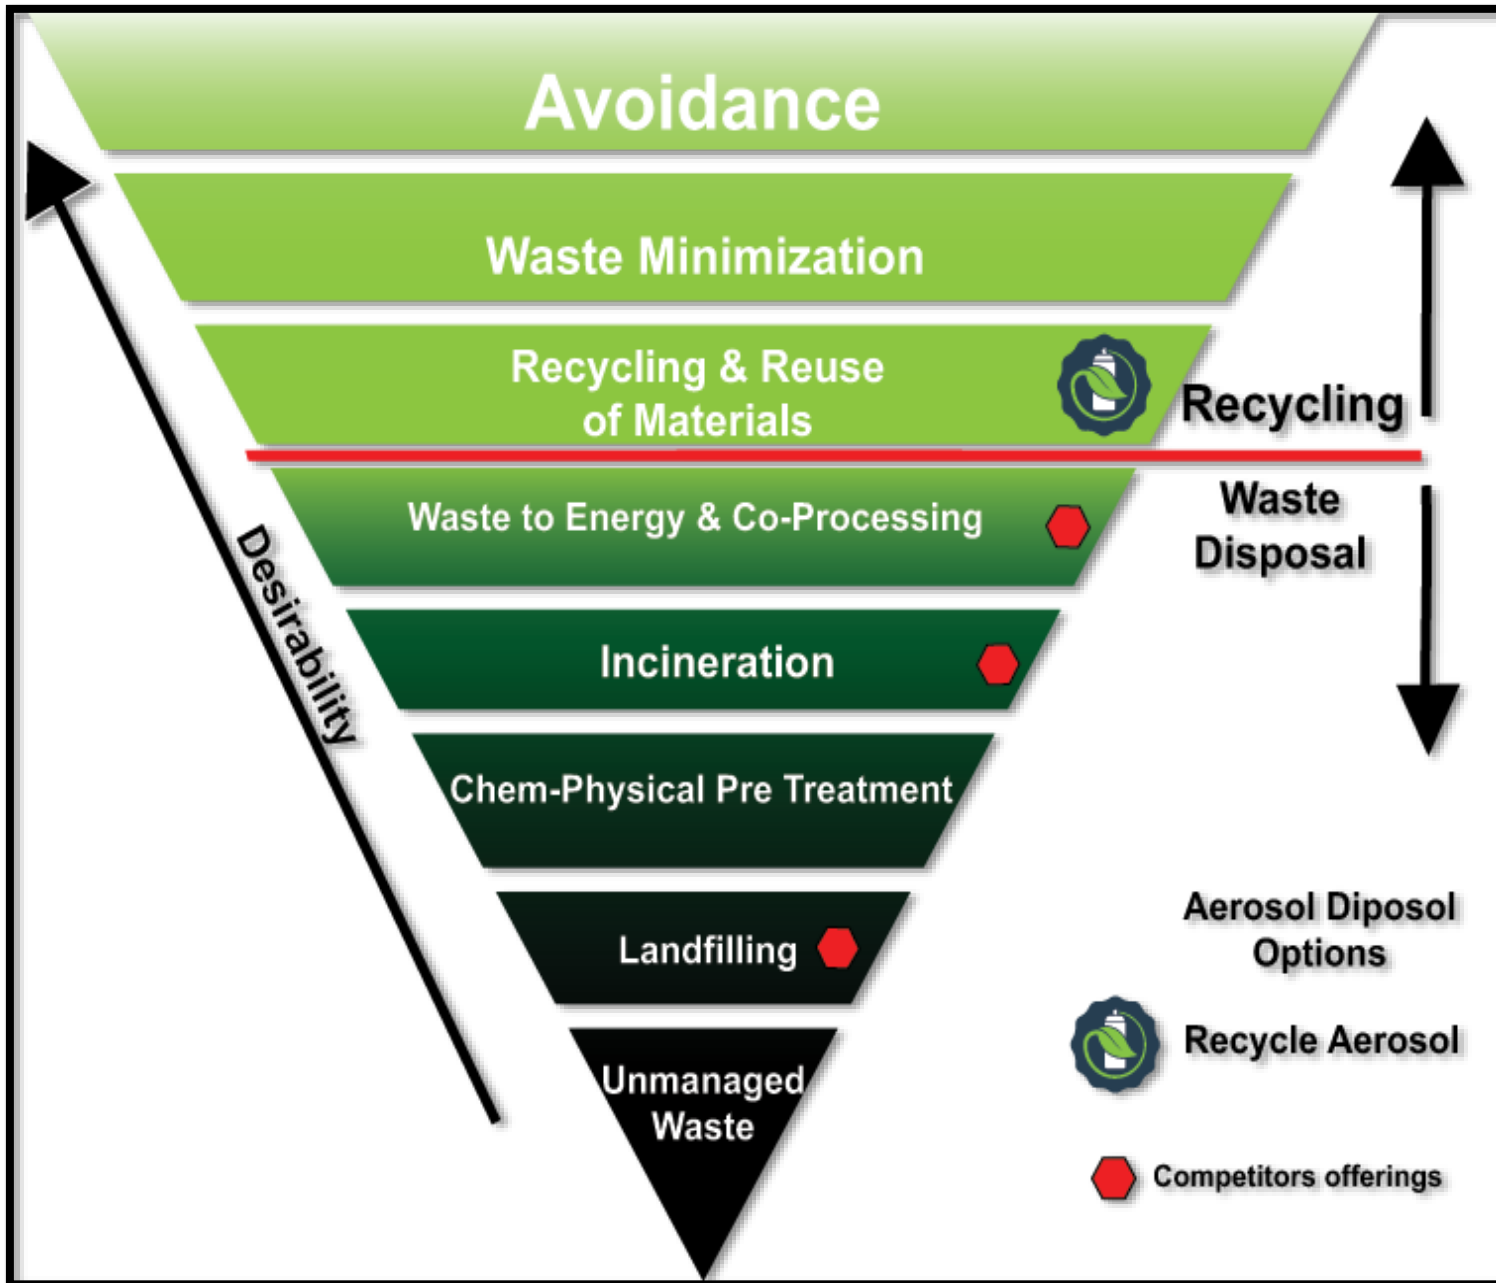 Avoidance
Waste Minimization
Recycling & Reuse
of Materials
Recycling
Waste to Energy & Co-Processing
Waste
Disposal
Desirability
Incineration
Chem-Physical Pre Treatment
Landfilling
Unmanaged
Waste
Aerosol Diposol
Options
Recycle Aerosol
Competitors offerings